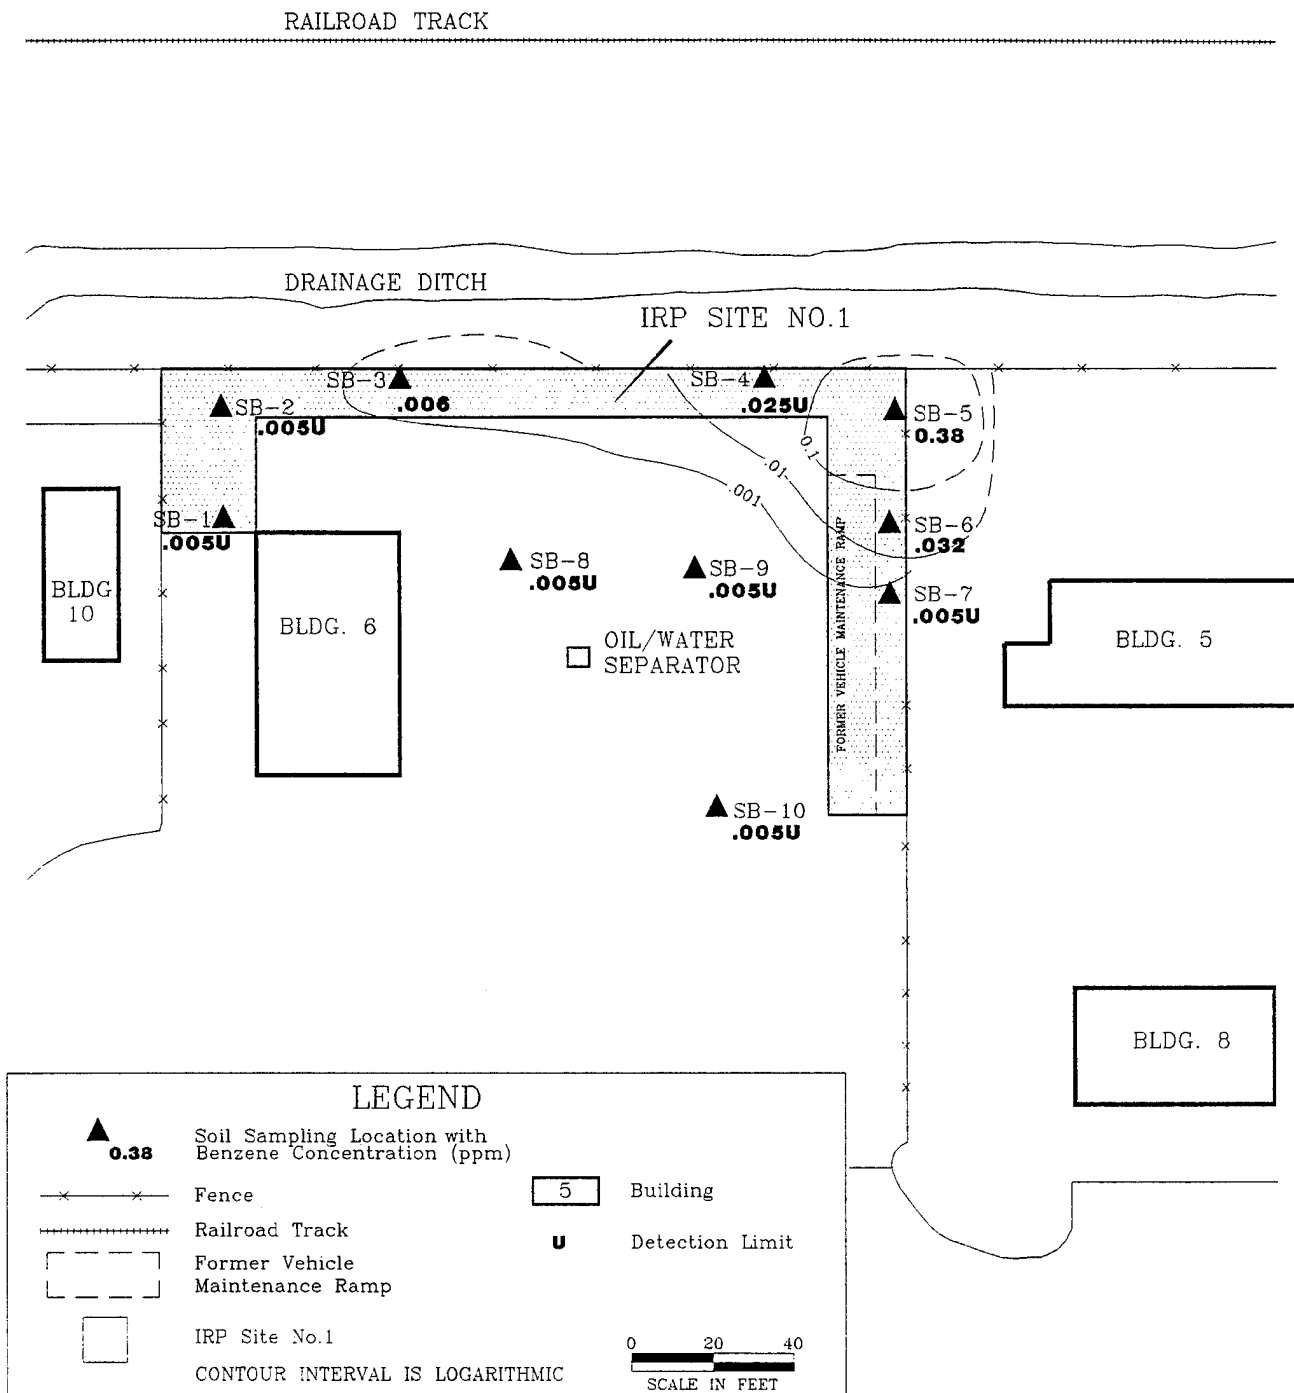 RAILROAD TRACK
DRAINAGE DITCH
IRP SITE NO.1
SB-3
.006
SB-4
.025U
SB-2
.005U
SB-5
0.38
0.1
.01
.001
SB-1
.005U
SB-6
.032
SB-8
.005U
SB-9
.005U
SB-7
.005U
BLDG
10
BLDG. 6
OIL/WATER
SEPARATOR
FORMER VEHICLE MAINTENANCE RAMP
BLDG. 5
SB-10
.005U
BLDG. 8
LEGEND
0.38
Soil Sampling Location with
Benzene Concentration (ppm)
Fence
Railroad Track
Former Vehicle
Maintenance Ramp
IRP Site No.1
CONTOUR INTERVAL IS LOGARITHMIC
5
Building
U
Detection Limit
0 20 40
SCALE IN FEET